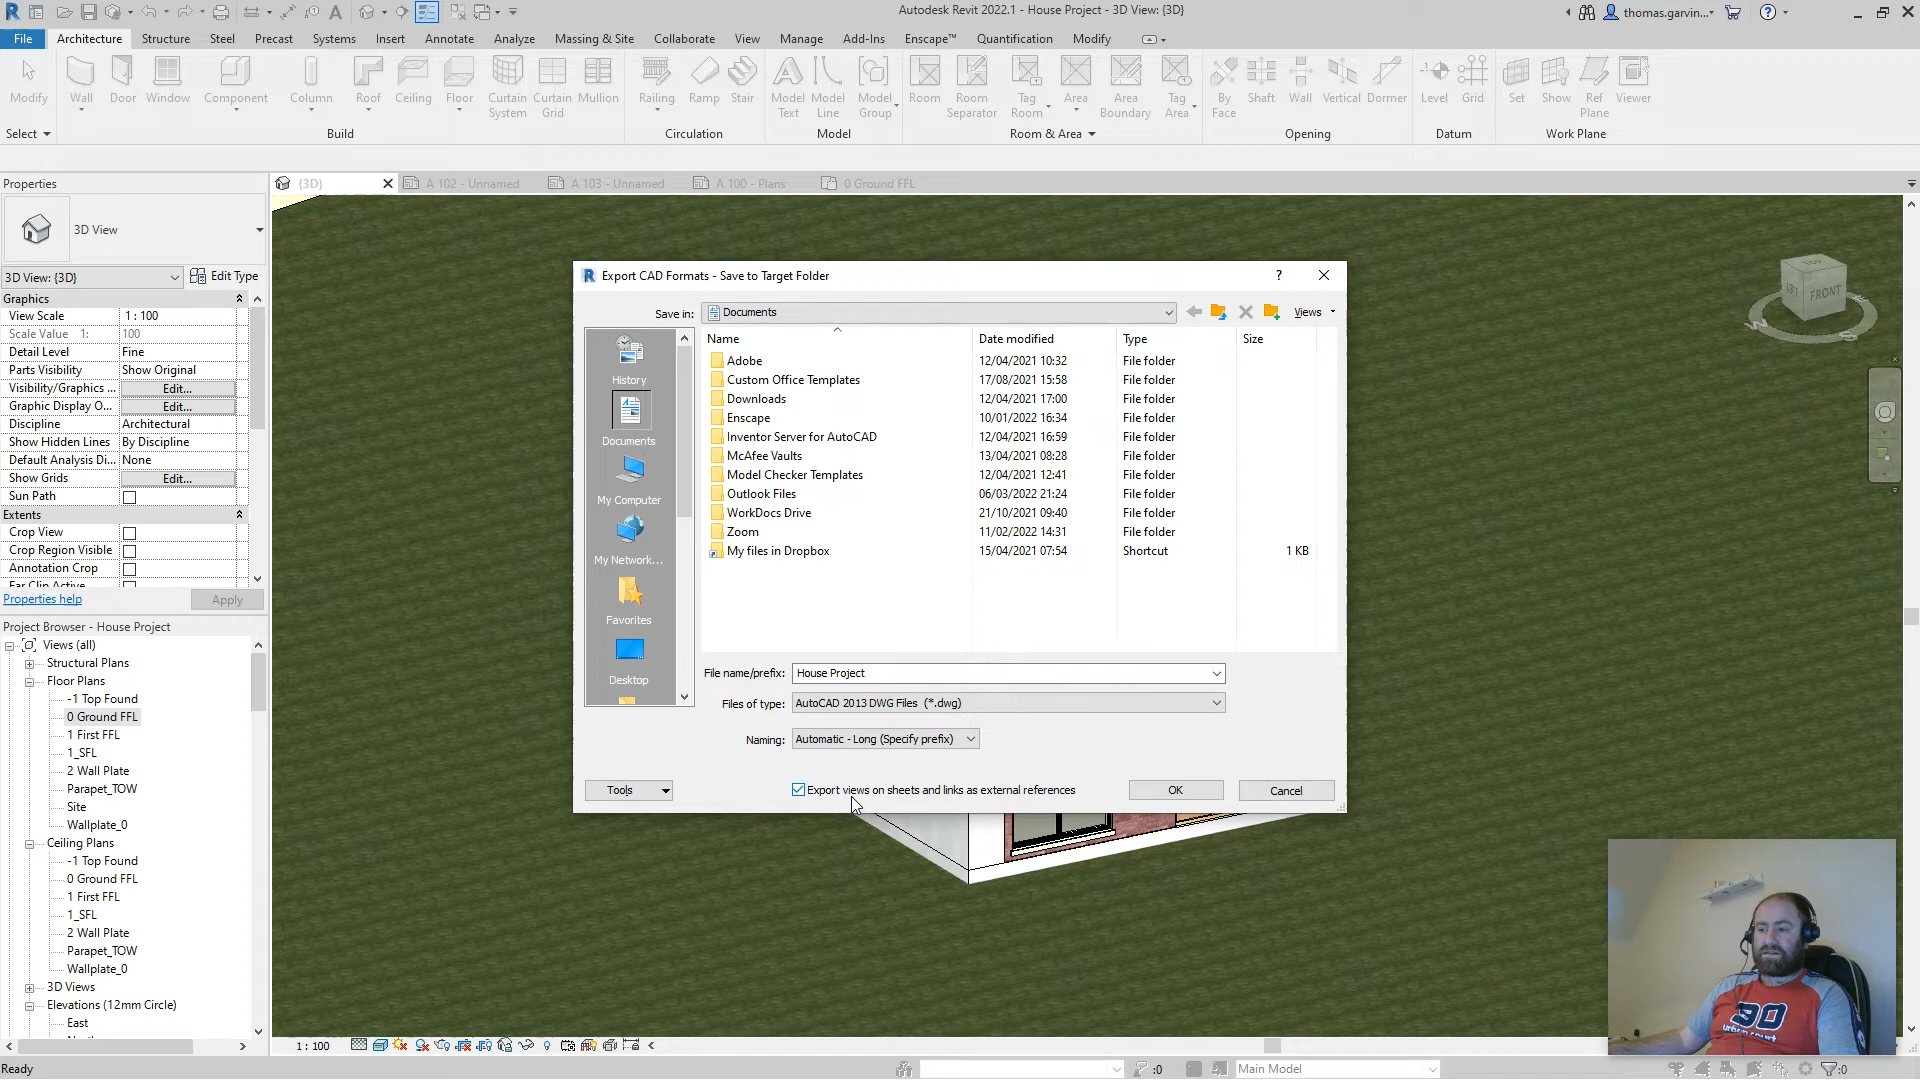 Autodesk Revit 2022.1 - House Project - 3D View: {3D}
thomas.garvin...
File Architecture Structure Steel Precast Systems Insert Annotate Analyze Massing & Site Collaborate View Manage Add-Ins Enscape™ Quantification Modify
Modify Wall Door Window Component Column Roof Ceiling Floor Curtain System Curtain Grid Mullion Railing Ramp Stair Model Text Model Line Model Group Room Room Separator Tag Room Area Area Boundary Tag Area By Face Shaft Wall Vertical Dormer Level Grid Set Show Ref Plane Viewer
Select Build Circulation Model Room & Area Opening Datum Work Plane
Properties
{3D} A 102 - Unnamed A 103 - Unnamed A 100 - Plans 0 Ground FFL
3D View
3D View: {3D} Edit Type
Graphics
View Scale 1 : 100
Scale Value 1: 100
Detail Level Fine
Parts Visibility Show Original
Visibility/Graphics ... Edit...
Graphic Display O... Edit...
Discipline Architectural
Show Hidden Lines By Discipline
Default Analysis Di... None
Show Grids Edit...
Sun Path
Extents
Crop View
Crop Region Visible
Annotation Crop
Far Clip Active
Properties help Apply
Project Browser - House Project
Views (all)
Structural Plans
Floor Plans
-1 Top Found
0 Ground FFL
1 First FFL
1_SFL
2 Wall Plate
Parapet_TOW
Site
Wallplate_0
Ceiling Plans
-1 Top Found
0 Ground FFL
1 First FFL
1_SFL
2 Wall Plate
Parapet_TOW
Wallplate_0
3D Views
Elevations (12mm Circle)
East
Export CAD Formats - Save to Target Folder
Save in: Documents Views
History
Documents
My Computer
My Network...
Favorites
Desktop
Name Date modified Type Size
Adobe 12/04/2021 10:32 File folder
Custom Office Templates 17/08/2021 15:58 File folder
Downloads 12/04/2021 17:00 File folder
Enscape 10/01/2022 16:34 File folder
Inventor Server for AutoCAD 12/04/2021 16:59 File folder
McAfee Vaults 13/04/2021 08:28 File folder
Model Checker Templates 12/04/2021 12:41 File folder
Outlook Files 06/03/2022 21:24 File folder
WorkDocs Drive 21/10/2021 09:40 File folder
Zoom 11/02/2022 14:31 File folder
My files in Dropbox 15/04/2021 07:54 Shortcut 1 KB
File name/prefix: House Project
Files of type: AutoCAD 2013 DWG Files (*.dwg)
Naming: Automatic - Long (Specify prefix)
Tools Export views on sheets and links as external references OK Cancel
FRONT
1 : 100
Ready
:0
Main Model
:0